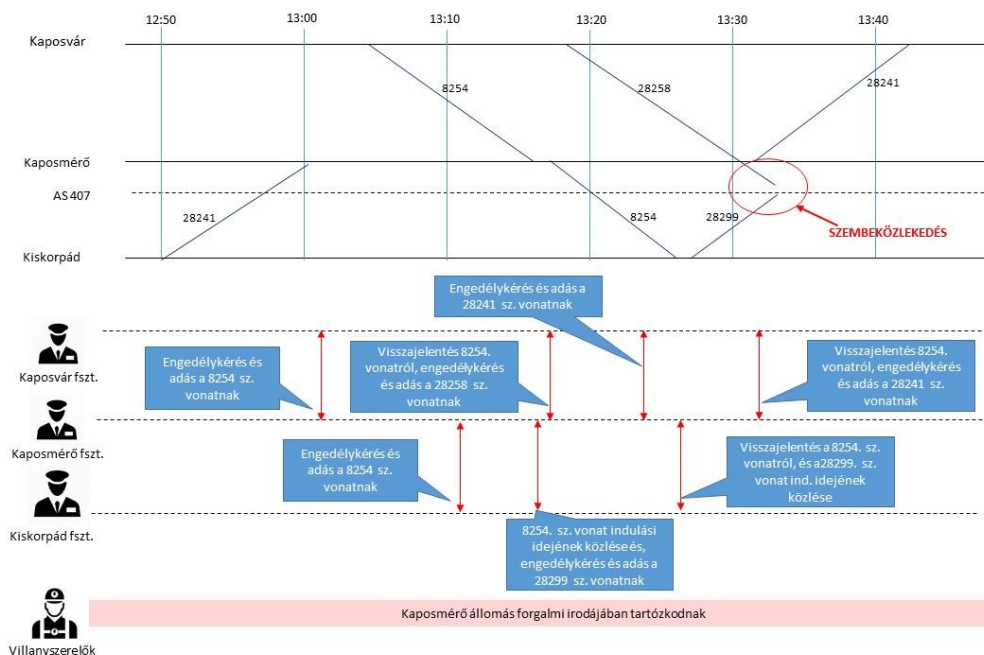 12:50 13:00 13:10 13:20 13:30 13:40
Kaposvár
8254
28258
28241
Kaposmérő
AS407
28241
8254
28299
SZEMBEKÖZLEKEDÉS
Kiskorpád
Engedélykérés és adás a
28241 sz. vonatnak
Kaposvár fszt.
Engedélykérés és
adás a 8254 sz.
vonatnak
Visszajelentés 8254.
vonatról, engedélykérés
és adás a 28258 sz.
vonatnak
Visszajelentés 8254.
vonatról, engedélykérés
és adás a 28241 sz.
vonatnak
Kaposmérő fszt.
Engedélykérés és
adás a 8254 sz.
vonatnak
Visszajelentés a 8254. sz.
vonatról, és a28299. sz.
vonat ind. idejének
közlése
Kiskorpád fszt.
8254. sz. vonat indulási
idejének közlése és,
engedélykérés és adás a
28299 sz. vonatnak
Kaposmérő állomás forgalmi irodájában tartózkodnak
Villanyszerelők